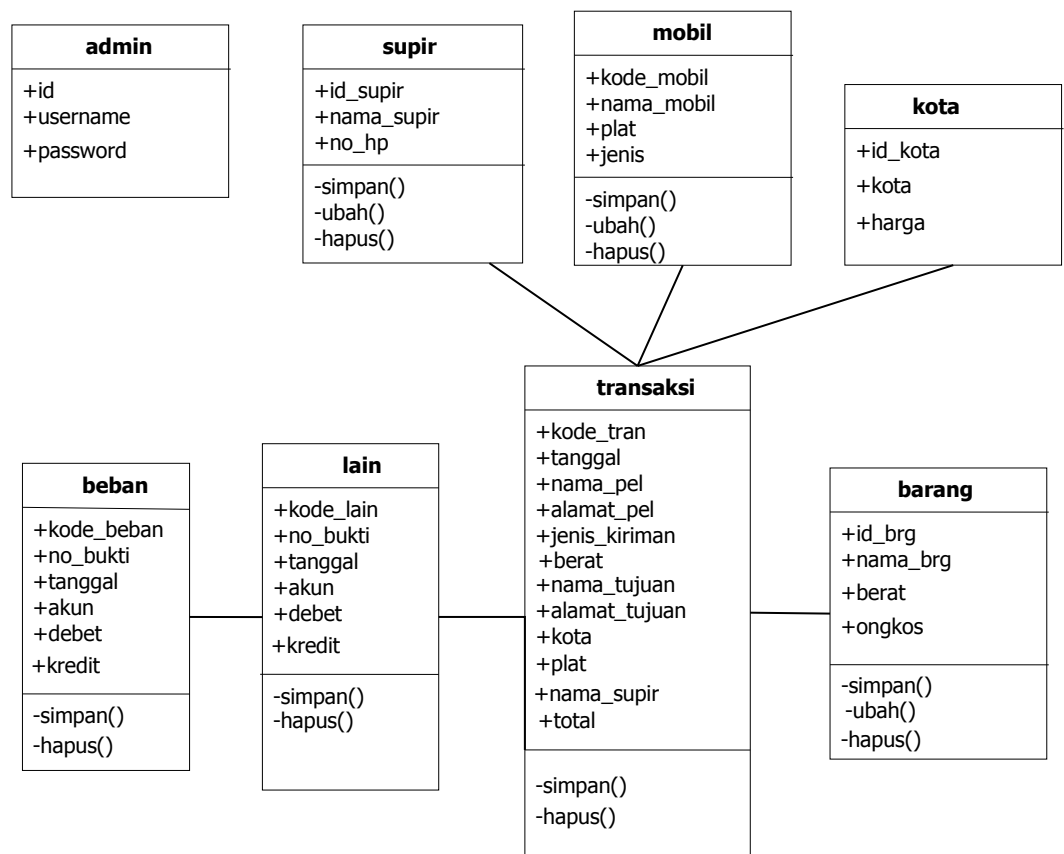 admin
+id
+username
+password
supir
+id_supir
+nama_supir
+no_hp
-simpan()
-ubah()
-hapus()
mobil
+kode_mobil
+nama_mobil
+plat
+jenis
-simpan()
-ubah()
-hapus()
kota
+id_kota
+kota
+harga
beban
+kode_beban
+no_bukti
+tanggal
+akun
+debet
+kredit
-simpan()
-hapus()
lain
+kode_lain
+no_bukti
+tanggal
+akun
+debet
+kredit
-simpan()
-hapus()
transaksi
+kode_tran
+tanggal
+nama_pel
+alamat_pel
+jenis_kiriman
+berat
+nama_tujuan
+alamat_tujuan
+kota
+plat
+nama_supir
+total
-simpan()
-hapus()
barang
+id_brg
+nama_brg
+berat
+ongkos
-simpan()
-ubah()
-hapus()